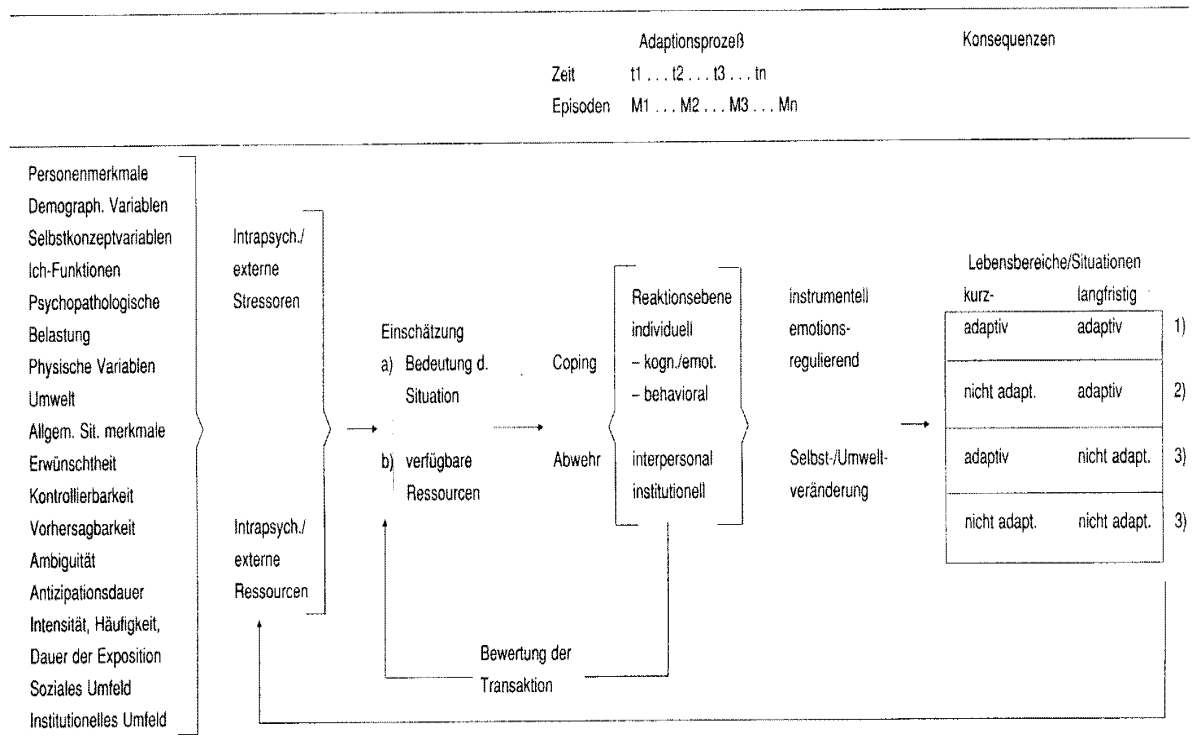 Adaptionsprozeß
Konsequenzen
Zeit t1 . . . t2 . . . t3 . . . tn
Episoden M1 . . . M2 . . . M3 . . . Mn
Personenmerkmale
Demograph. Variablen
Selbstkonzeptvariablen
Ich-Funktionen
Psychopathologische
Belastung
Physische Variablen
Umwelt
Allgem. Sit. merkmale
Erwünschtheit
Kontrollierbarkeit
Vorhersagbarkeit
Ambiguität
Antizipationsdauer
Intensität, Häufigkeit,
Dauer der Exposition
Soziales Umfeld
Institutionelles Umfeld
Intrapsych./
externe
Stressoren
Intrapsych./
externe
Ressourcen
Einschätzung
a) Bedeutung d.
Situation
b) verfügbare
Ressourcen
Coping
Abwehr
Reaktionsebene
individuell
– kogn./emot.
– behavioral
interpersonal
institutionell
Bewertung der
Transaktion
instrumentell
emotions-
regulierend
Selbst-/Umwelt-
veränderung
Lebensbereiche/Situationen
kurz- langfristig
adaptiv adaptiv 1)
nicht adapt. adaptiv 2)
adaptiv nicht adapt. 3)
nicht adapt. nicht adapt. 3)